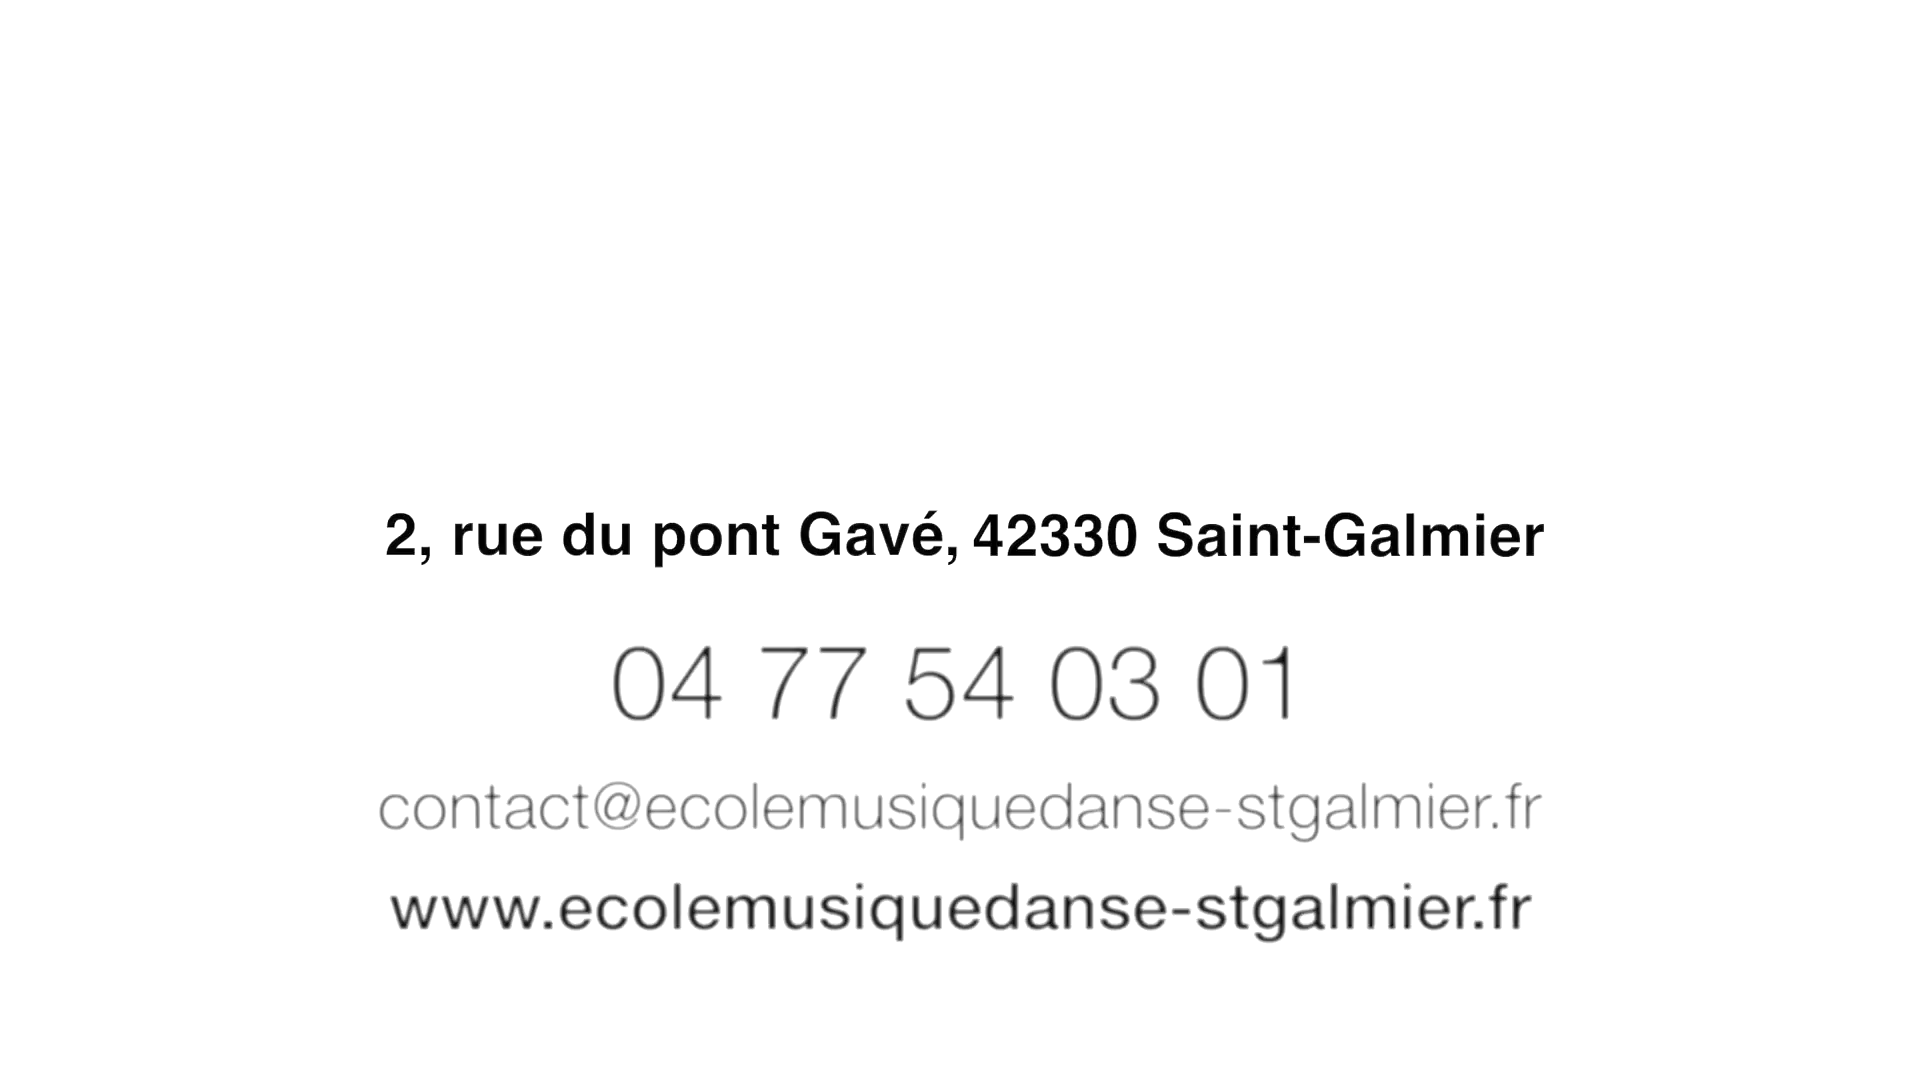 2, rue du pont Gavé, 42330 Saint-Galmier
04 77 54 03 01
contact@ecolemusiquedanse-stgalmier.fr
www.ecolemusiquedanse-stgalmier.fr